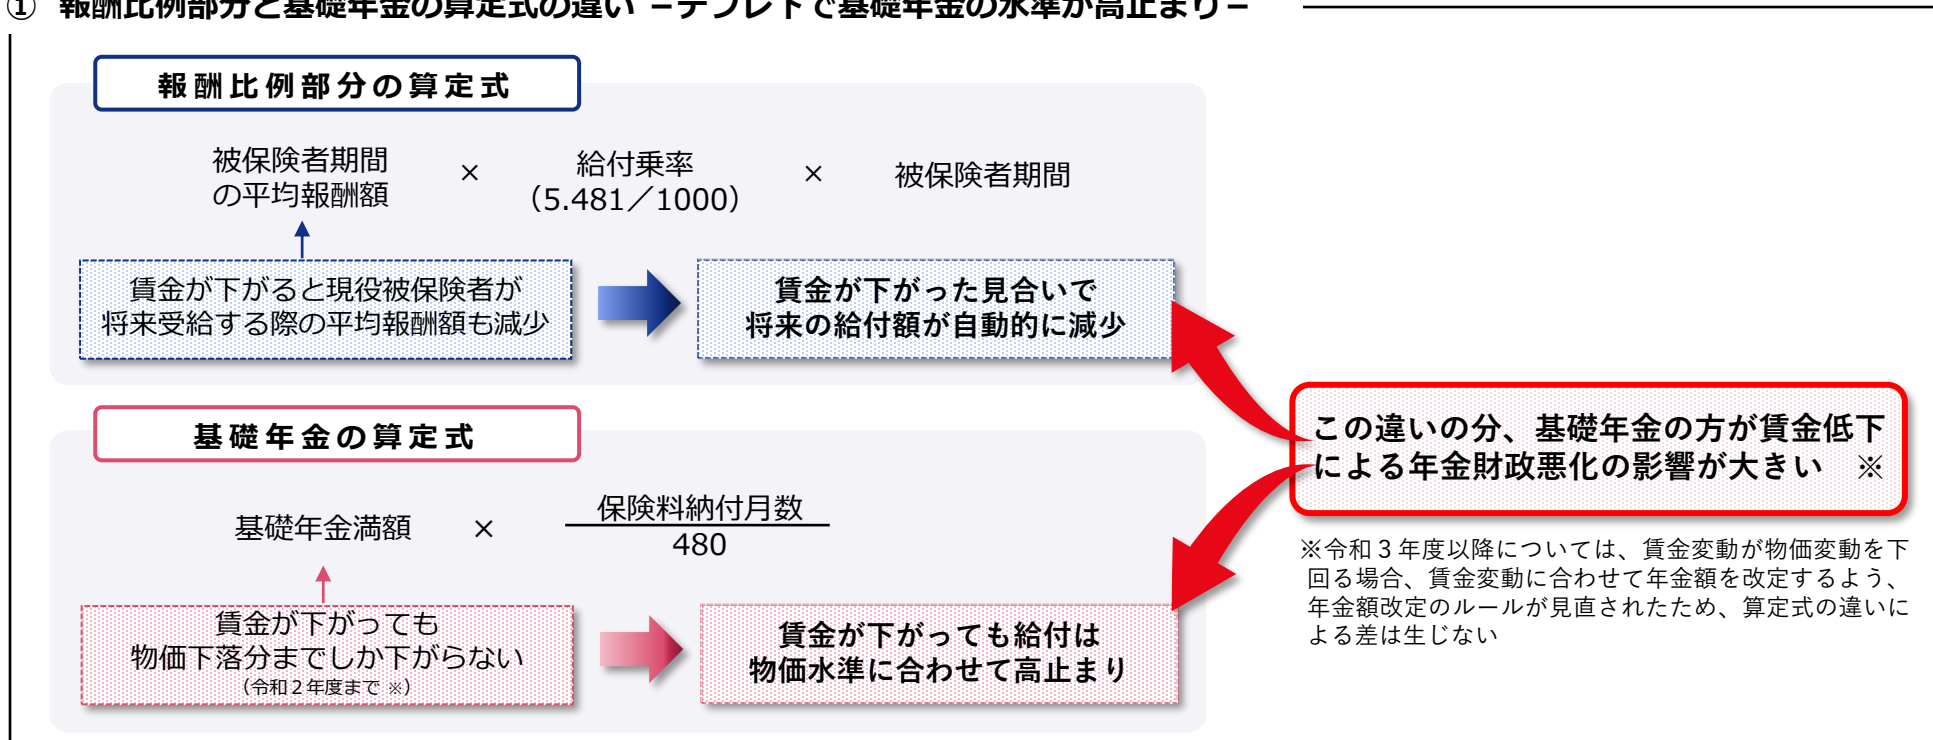 ① 報酬比例部分と基礎年金の算定式の違い －デフレ下で基礎年金の水準が高止まり－
報酬比例部分の算定式
被保険者期間
の平均報酬額
×
給付乗率
（5.481／1000）
×
被保険者期間
賃金が下がると現役被保険者が
将来受給する際の平均報酬額も減少
賃金が下がった見合いで
将来の給付額が自動的に減少
基礎年金の算定式
基礎年金満額
×
保険料納付月数
480
賃金が下がっても
物価下落分までしか下がらない
（令和２年度まで ※）
賃金が下がっても給付は
物価水準に合わせて高止まり
この違いの分、基礎年金の方が賃金低下
による年金財政悪化の影響が大きい　※
※令和３年度以降については、賃金変動が物価変動を下
回る場合、賃金変動に合わせて年金額を改定するよう、
年金額改定のルールが見直されたため、算定式の違いに
よる差は生じない